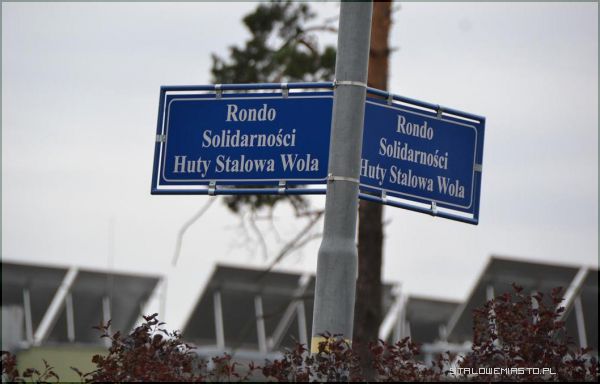 Rondo
Solidarności
Huty Stalowa Wola
Rondo
Solidarności
Huty Stalowa Wola
STALOWEMIASTO.PL